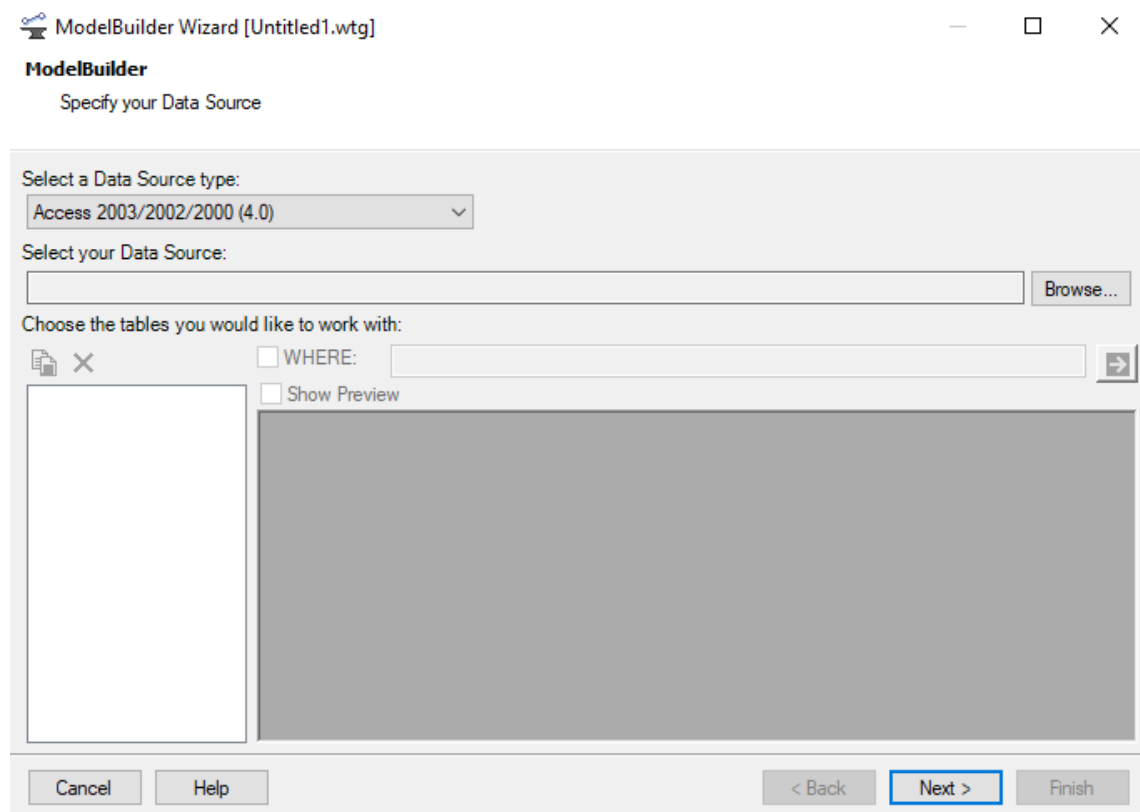 ModelBuilder Wizard [Untitled1.wtg]
ModelBuilder
Specify your Data Source
Select a Data Source type:
Access 2003/2002/2000 (4.0)
Select your Data Source:
Browse...
Choose the tables you would like to work with:
WHERE:
Show Preview
Cancel Help < Back Next > Finish